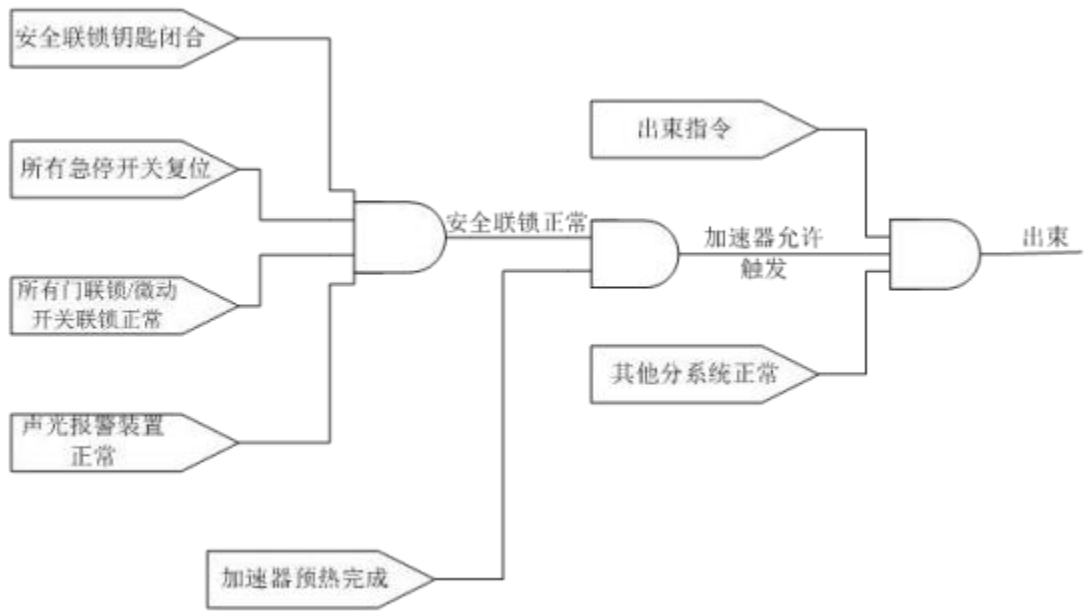 安全联锁钥匙闭合
所有急停开关复位
所有门联锁/微动
开关联锁正常
声光报警装置
正常
加速器预热完成
安全联锁正常
出束指令
加速器允许
触发
其他分系统正常
出束